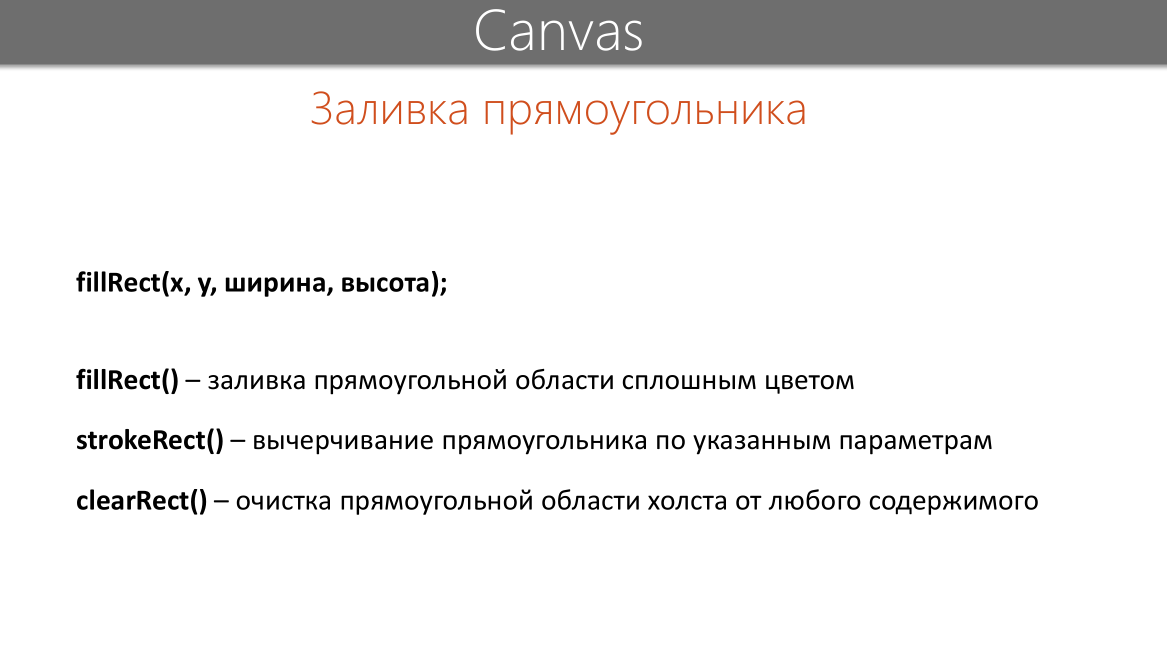 Canvas
Заливка прямоугольника
fillRect(x, y, ширина, высота);
fillRect() – заливка прямоугольной области сплошным цветом
strokeRect() – вычерчивание прямоугольника по указанным параметрам
clearRect() – очистка прямоугольной области холста от любого содержимого